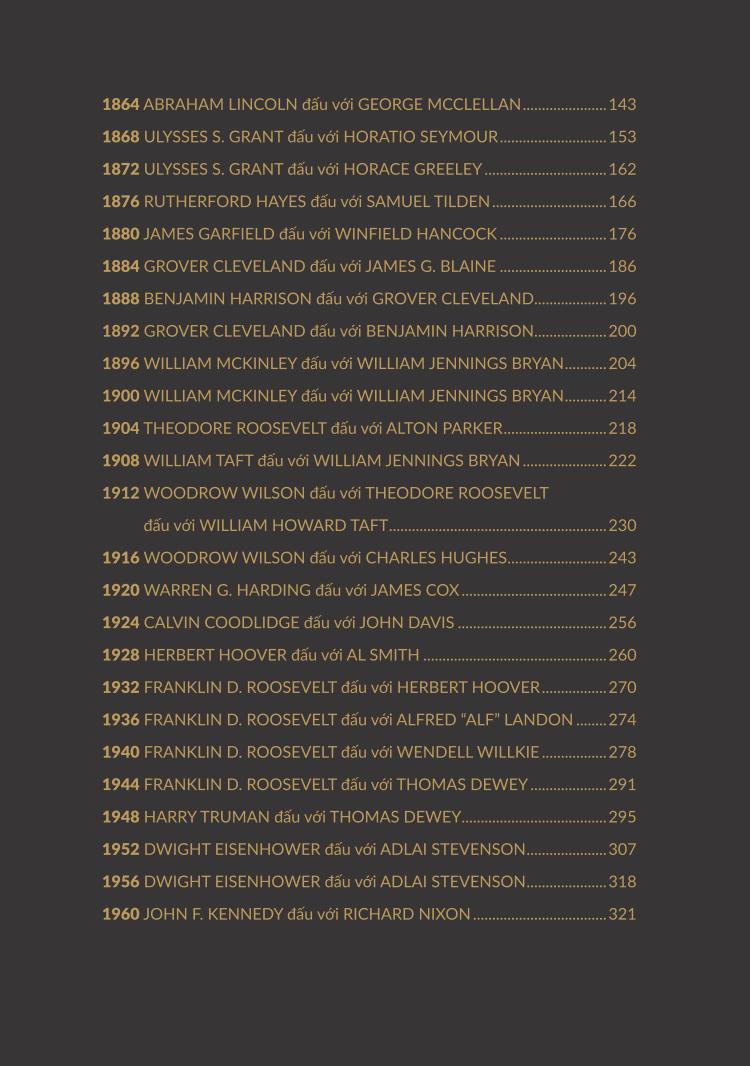 1864 ABRAHAM LINCOLN đấu với GEORGE MCCLELLAN......................143
1868 ULYSSES S. GRANT đấu với HORATIO SEYMOUR............................153
1872 ULYSSES S. GRANT đấu với HORACE GREELEY................................162
1876 RUTHERFORD HAYES đấu với SAMUEL TILDEN..............................166
1880 JAMES GARFIELD đấu với WINFIELD HANCOCK............................176
1884 GROVER CLEVELAND đấu với JAMES G. BLAINE ............................186
1888 BENJAMIN HARRISON đấu với GROVER CLEVELAND...................196
1892 GROVER CLEVELAND đấu với BENJAMIN HARRISON...................200
1896 WILLIAM MCKINLEY đấu với WILLIAM JENNINGS BRYAN...........204
1900 WILLIAM MCKINLEY đấu với WILLIAM JENNINGS BRYAN...........214
1904 THEODORE ROOSEVELT đấu với ALTON PARKER...........................218
1908 WILLIAM TAFT đấu với WILLIAM JENNINGS BRYAN......................222
1912 WOODROW WILSON đấu với THEODORE ROOSEVELT
đấu với WILLIAM HOWARD TAFT.........................................................230
1916 WOODROW WILSON đấu với CHARLES HUGHES..........................243
1920 WARREN G. HARDING đấu với JAMES COX......................................247
1924 CALVIN COODLIDGE đấu với JOHN DAVIS .......................................256
1928 HERBERT HOOVER đấu với AL SMITH ................................................260
1932 FRANKLIN D. ROOSEVELT đấu với HERBERT HOOVER.................270
1936 FRANKLIN D. ROOSEVELT đấu với ALFRED “ALF” LANDON ........274
1940 FRANKLIN D. ROOSEVELT đấu với WENDELL WILLKIE.................278
1944 FRANKLIN D. ROOSEVELT đấu với THOMAS DEWEY....................291
1948 HARRY TRUMAN đấu với THOMAS DEWEY......................................295
1952 DWIGHT EISENHOWER đấu với ADLAI STEVENSON.....................307
1956 DWIGHT EISENHOWER đấu với ADLAI STEVENSON.....................318
1960 JOHN F. KENNEDY đấu với RICHARD NIXON...................................321